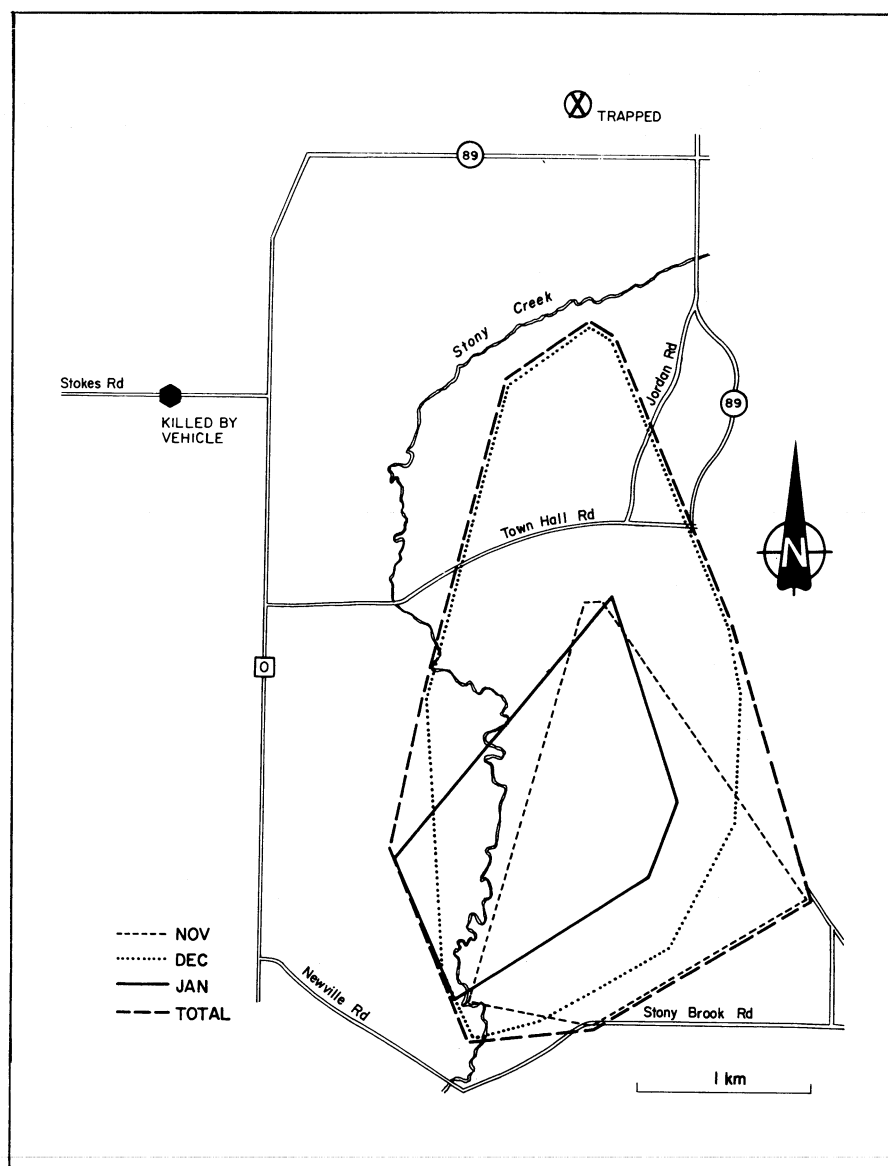 X
TRAPPED
89
Stony Creek
Stokes Rd
KILLED BY
VEHICLE
Jordan Rd
89
Town Hall Rd
N
O
NOV
DEC
JAN
TOTAL
Newville Rd
Stony Brook Rd
1 km